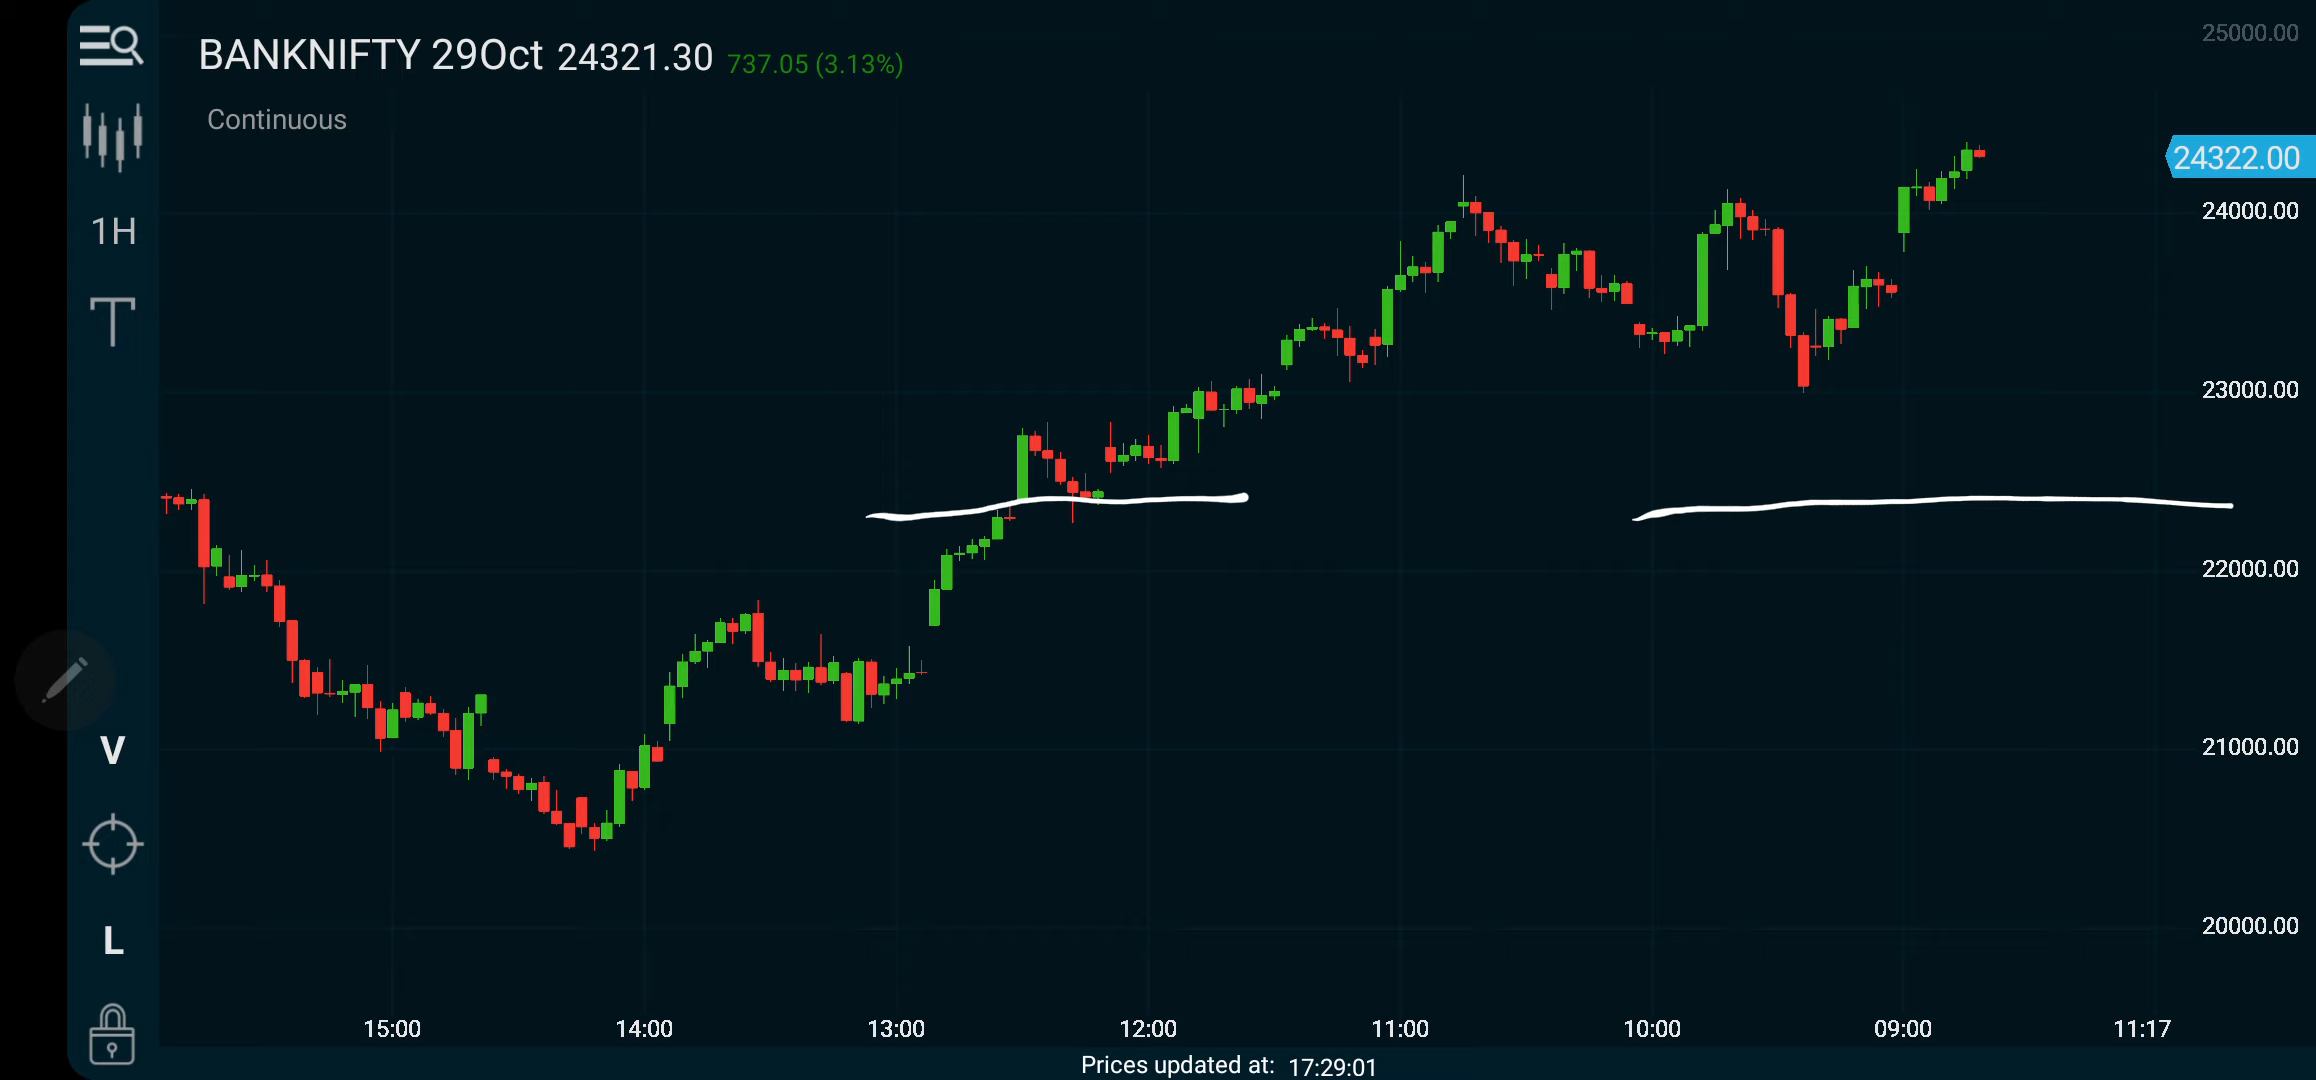 BANKNIFTY 29Oct 24321.30 737.05 (3.13%)
Continuous
1H
T
V
L
25000.00
24322.00
24000.00
23000.00
22000.00
21000.00
20000.00
15:00 14:00 13:00 12:00 11:00 10:00 09:00 11:17
Prices updated at: 17:29:01